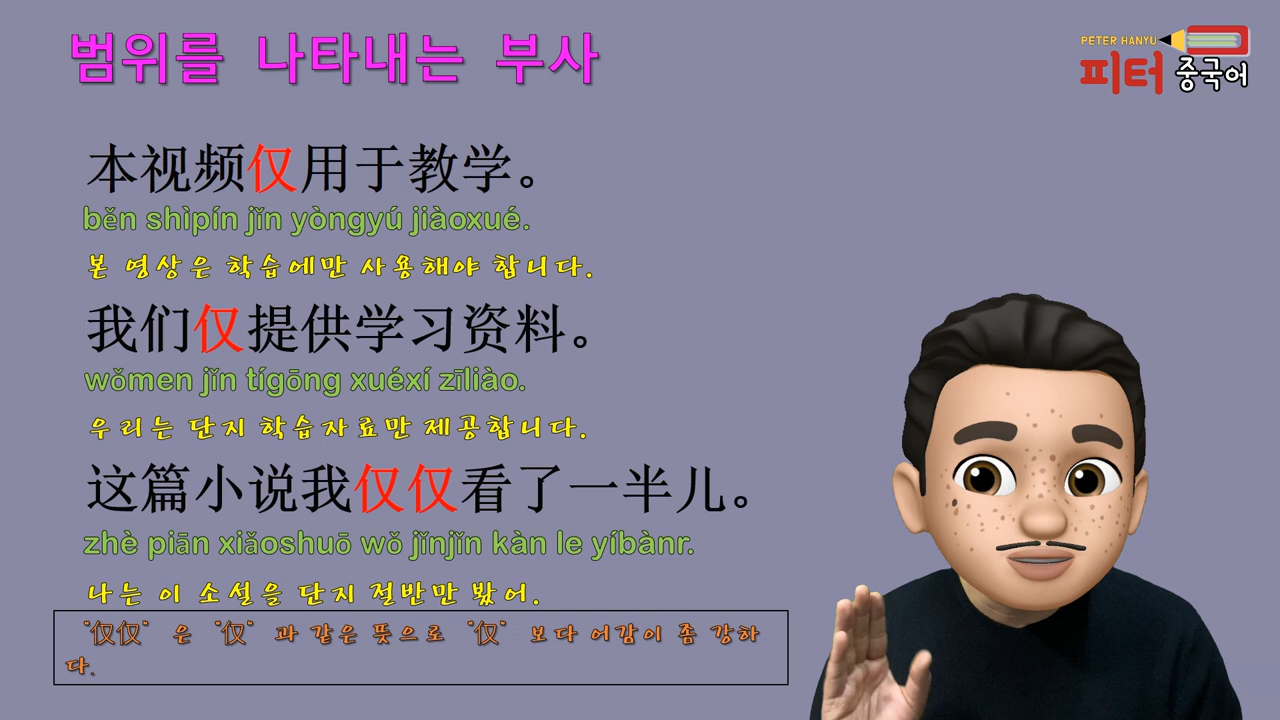 범위를 나타내는 부사
PETER HANYU
피터 중국어
本视频仅用于教学。
běn shìpín jǐn yòngyú jiàoxué.
본 영상은 학습에만 사용해야 합니다.
我们仅提供学习资料。
wǒmen jǐn tígōng xuéxí zīliào.
우리는 단지 학습자료만 제공합니다.
这篇小说我仅仅看了一半儿。
zhè piān xiǎoshuō wǒ jǐnjǐn kàn le yíbànr.
나는 이 소설을 단지 절반만 봤어.
“仅仅” 은 “仅” 과 같은 뜻으로 “仅” 보다 어감이 좀 강하
다.